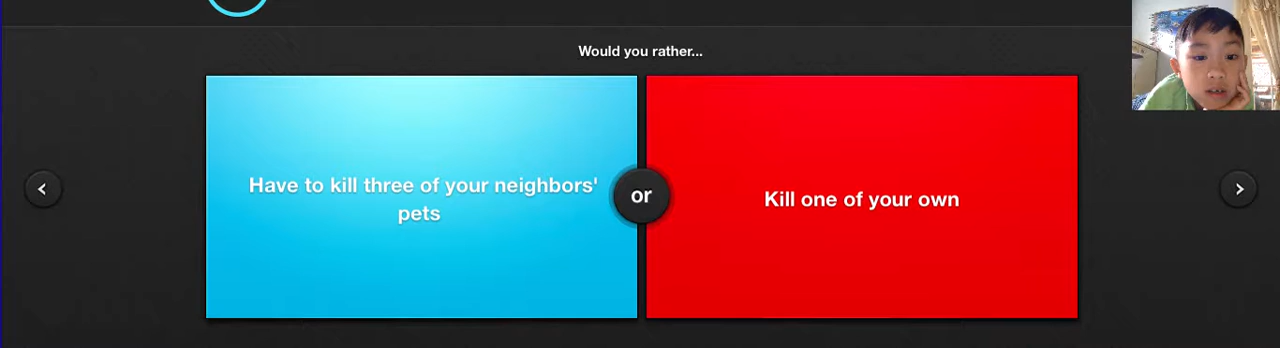 Would you rather...
Have to kill three of your neighbors'
pets
or
Kill one of your own